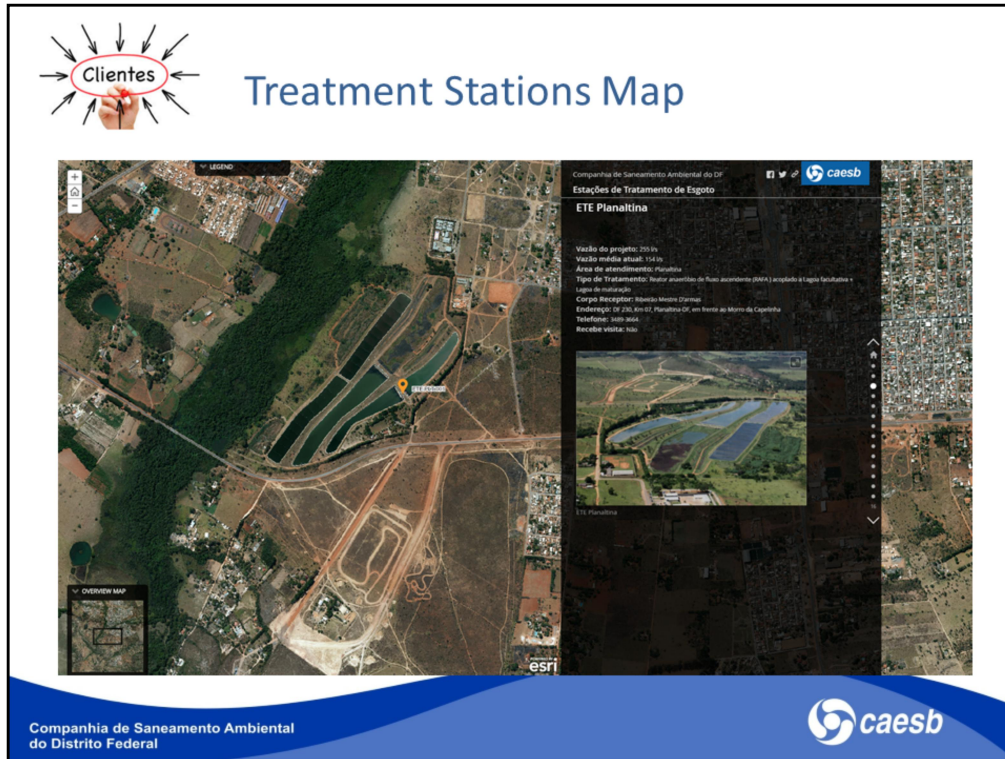 Clientes
Treatment Stations Map
LEGEND
Companhia de Saneamento Ambiental do DF
caesb
Estações de Tratamento de Esgoto
ETE Planaltina
Vazão do projeto: 255 l/s
Vazão média atual: 154 l/s
Área de atendimento: Planaltina
Tipo de Tratamento: Reator anaeróbio de fluxo ascendente (RAFA ) acoplado à Lagoa facultativa +
Lagoa de maturação
Corpo Receptor: Ribeirão Mestre D'armas
Endereço: DF 230, Km 07, Planaltina-DF, em frente ao Morro da Capelinha
Telefone: 3489-3664
Recebe visita: Não
ETE Planaltina
OVERVIEW MAP
esri
Companhia de Saneamento Ambiental
do Distrito Federal
caesb